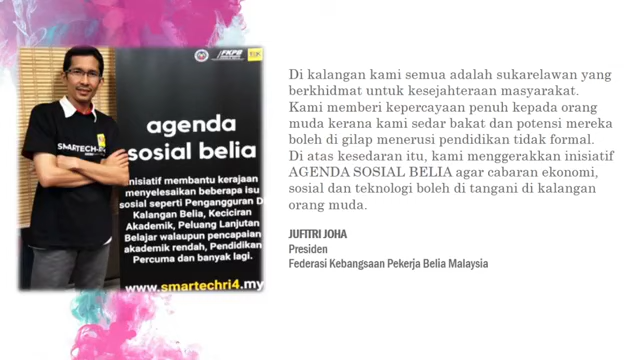 FKPB
agenda
sosial belia
Inisiatif membantu kerajaan
menyelesaikan beberapa isu
sosial seperti Pengangguran Di
Kalangan Belia, Keciciran
Akademik, Peluang Lanjutan
Belajar walaupun pencapaian
akademik rendah, Pendidikan
Percuma dan banyak lagi.
www.smartechri4.my
SMARTECH
Di kalangan kami semua adalah sukarelawan yang
berkhidmat untuk kesejahteraan masyarakat.
Kami memberi kepercayaan penuh kepada orang
muda kerana kami sedar bakat dan potensi mereka
boleh di gilap menerusi pendidikan tidak formal.
Di atas kesedaran itu, kami menggerakkan inisiatif
AGENDA SOSIAL BELIA agar cabaran ekonomi,
sosial dan teknologi boleh di tangani di kalangan
orang muda.
JUFITRI JOHA
Presiden
Federasi Kebangsaan Pekerja Belia Malaysia